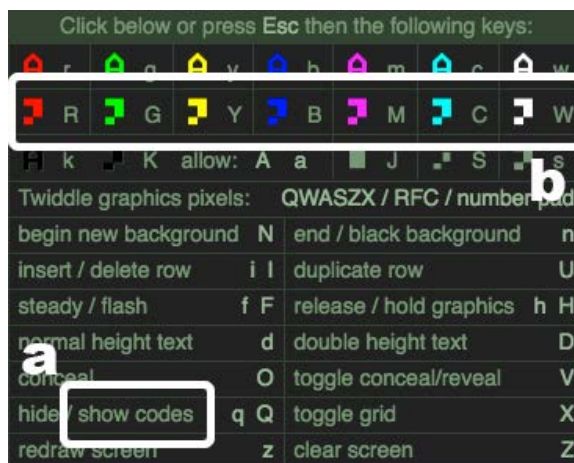 Click below or press Esc then the following keys:
r g y b m c w
R G Y B M C W
k K allow: A a J S s
Twiddle graphics pixels: QWASZX / RFC / number pad
begin new background N end / black background n
insert / delete row i I duplicate row U
steady / flash f F release / hold graphics h H
normal height text d double height text D
conceal O toggle conceal/reveal V
hide / show codes q Q toggle grid X
redraw screen z clear screen Z
a
b